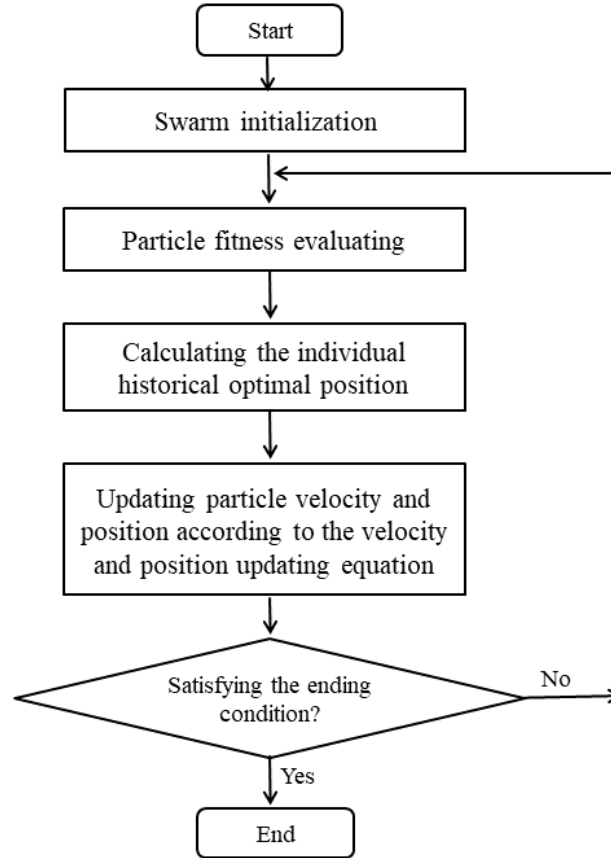 Start
Swarm initialization
Particle fitness evaluating
Calculating the individual
historical optimal position
Updating particle velocity and
position according to the velocity
and position updating equation
Satisfying the ending
condition?
No
Yes
End